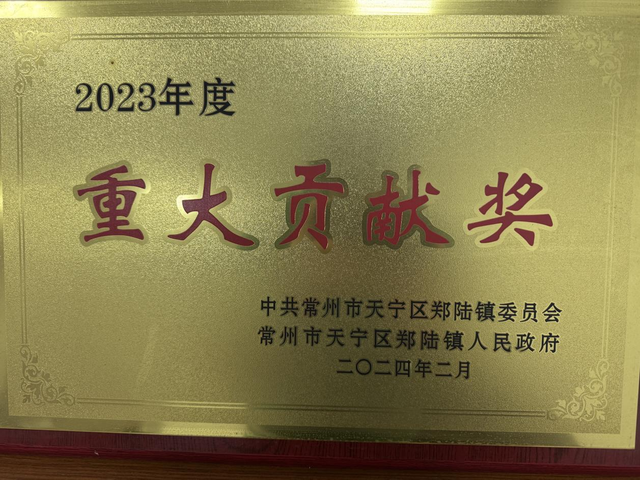 2023年度
重大贡献奖
中共常州市天宁区郑陆镇委员会
常州市天宁区郑陆镇人民政府
二〇二四年二月